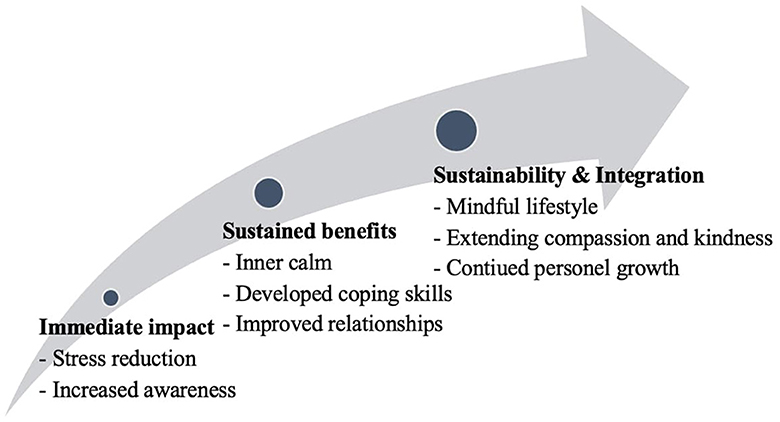 Immediate impact
- Stress reduction
- Increased awareness
Sustained benefits
- Inner calm
- Developed coping skills
- Improved relationships
Sustainability & Integration
- Mindful lifestyle
- Extending compassion and kindness
- Contiued personel growth